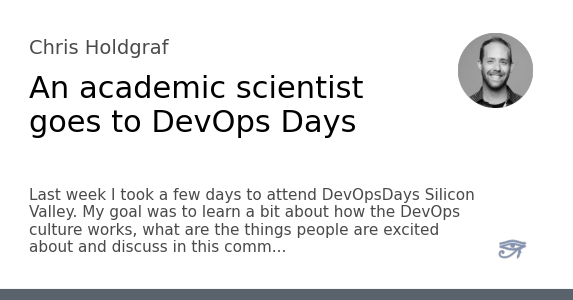 Chris Holdgraf
An academic scientist
goes to DevOps Days
Last week I took a few days to attend DevOpsDays Silicon
Valley. My goal was to learn a bit about how the DevOps
culture works, what are the things people are excited
about and discuss in this comm...